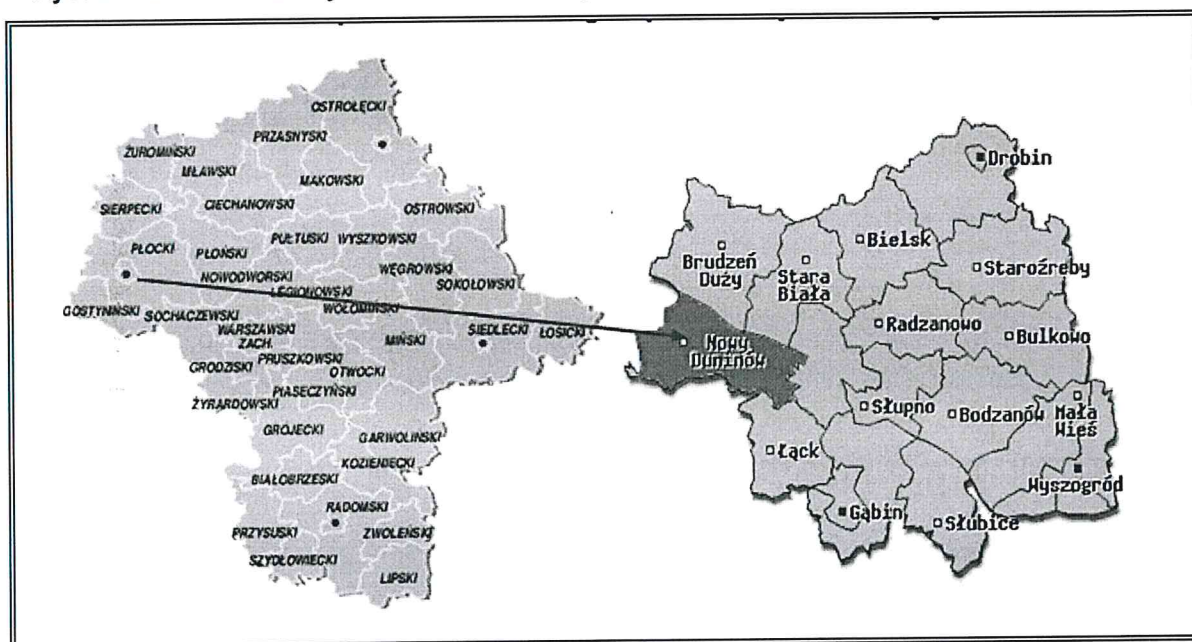 OSTROŁĘCKI
PRZASNYSKI
ŻUROMIŃSKI
MŁAWSKI
MAKOWSKI
SIERPECKI
CIECHANOWSKI
OSTROWSKI
PŁOCKI
PŁOŃSKI
PUŁTUSKI
WYSZKOWSKI
NOWODWORSKI
WĘGROWSKI
LEGIONOWSKI
SOKOŁOWSKI
GOSTYNIŃSKI
SOCHACZEWSKI
WOŁOMIŃSKI
WARSZAWSKI
ZACH.
MIŃSKI
SIEDLECKI
ŁOSICKI
GRODZISKI
PRUSZKOWSKI
OTWOCKI
PIASECZYŃSKI
ŻYRARDOWSKI
GROJECKI
GARWOLIŃSKI
KOZIENIECKI
BIAŁOBRZESKI
RADOMSKI
PRZYSUSKI
ZWOLEŃSKI
SZYDŁOWIECKI
LIPSKI
Drobin
Bielsk
Brudzeń
Duży
Stara
Biała
Staroźreby
Radzanowo
Bulkowo
Nowy
Duninów
Słupno
Bodzanów
Mała
Wieś
Łąck
Wyszogród
Gąbin
Słubice